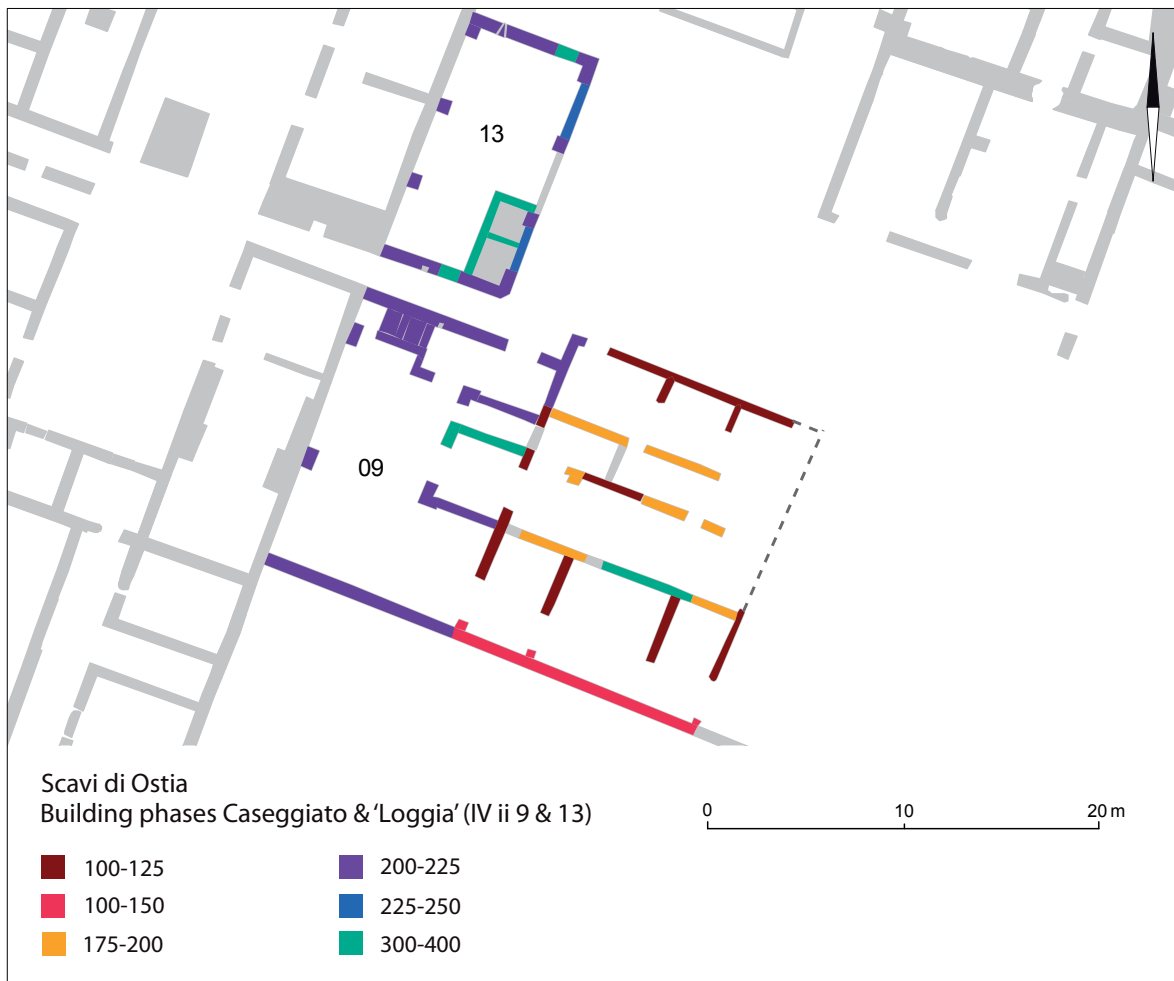 13
09
Scavi di Ostia
Building phases Caseggiato & ‘Loggia’ (IV ii 9 & 13)
0 10 20 m
100-125
100-150
175-200
200-225
225-250
300-400